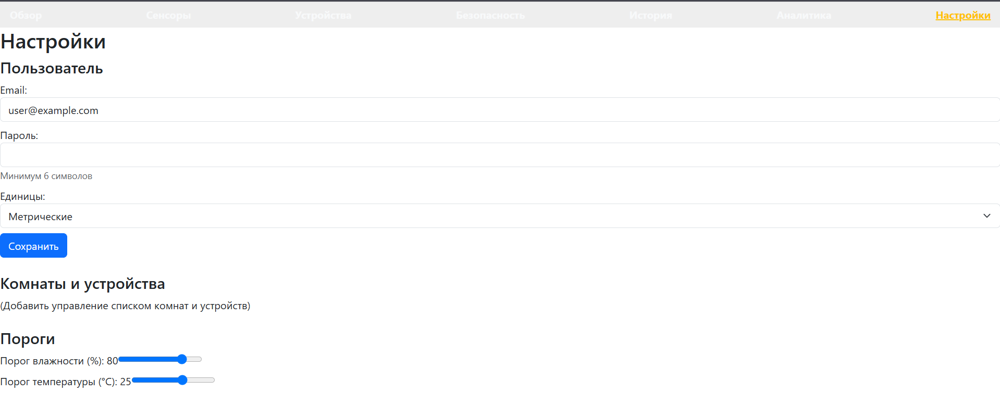 Обзор Сенсоры Устройства Безопасность История Аналитика Настройки
Настройки
Пользователь
Email:
user@example.com
Пароль:
Минимум 6 символов
Единицы:
Метрические
Сохранить
Комнаты и устройства
(Добавить управление списком комнат и устройств)
Пороги
Порог влажности (%): 80
Порог температуры (°C): 25